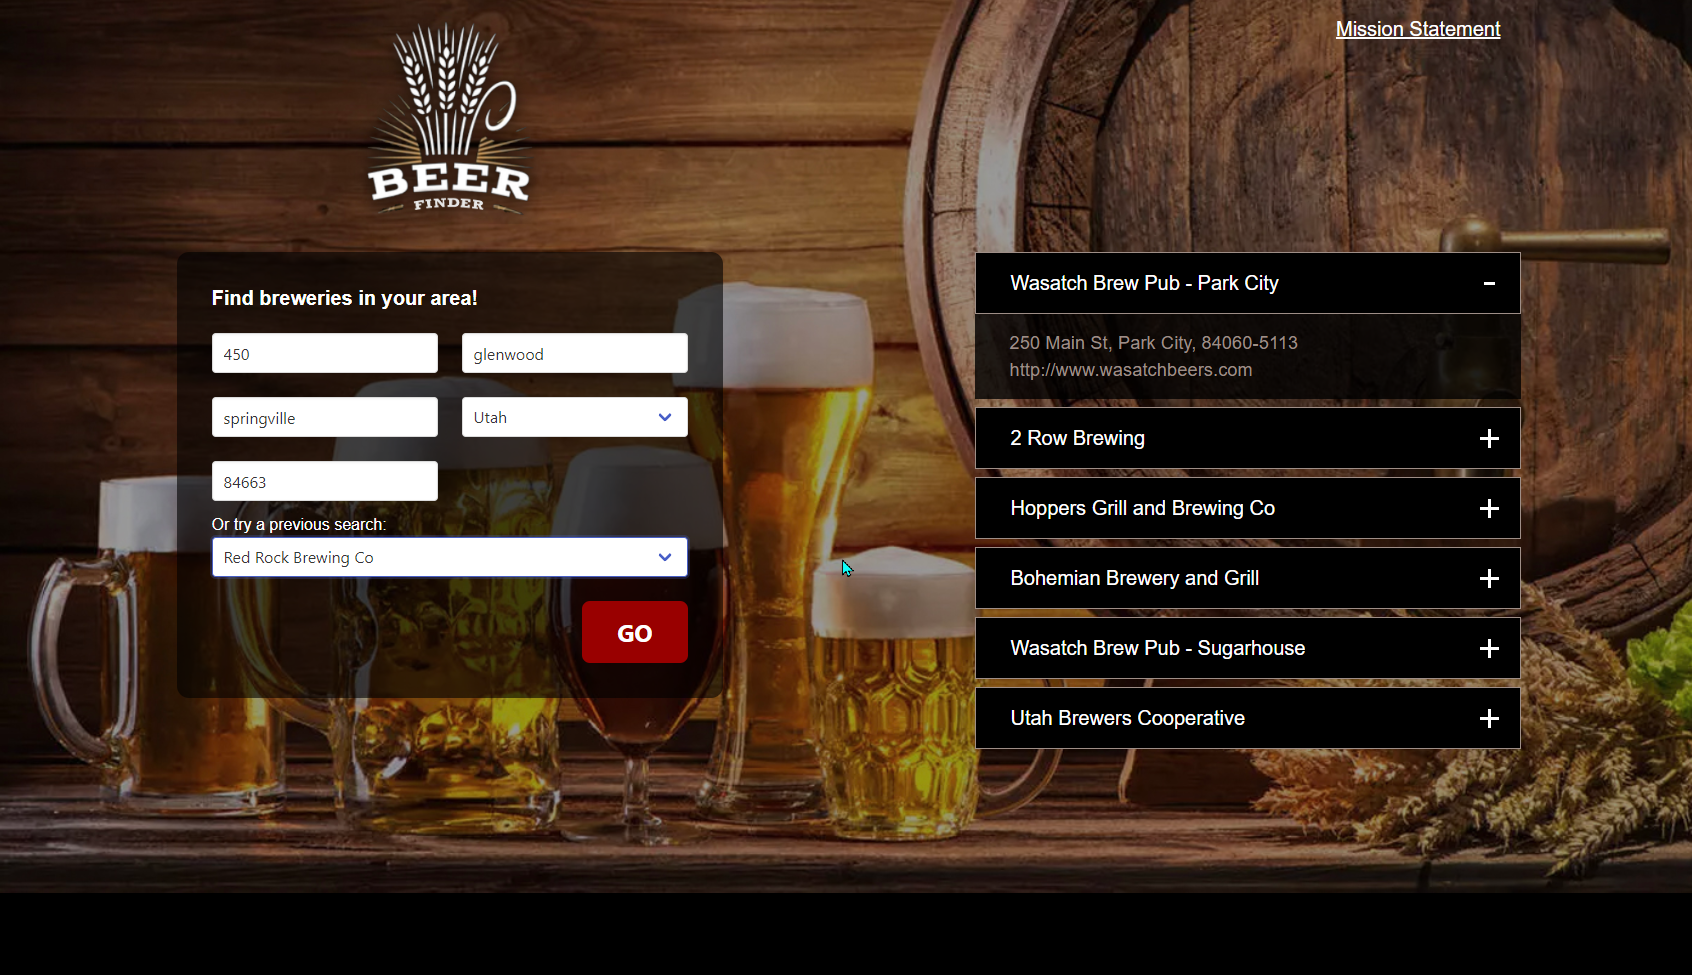 Mission Statement
BEER
FINDER
Find breweries in your area!
450
glenwood
springville
Utah
84663
Or try a previous search:
Red Rock Brewing Co
GO
Wasatch Brew Pub - Park City
250 Main St, Park City, 84060-5113
http://www.wasatchbeers.com
2 Row Brewing
Hoppers Grill and Brewing Co
Bohemian Brewery and Grill
Wasatch Brew Pub - Sugarhouse
Utah Brewers Cooperative